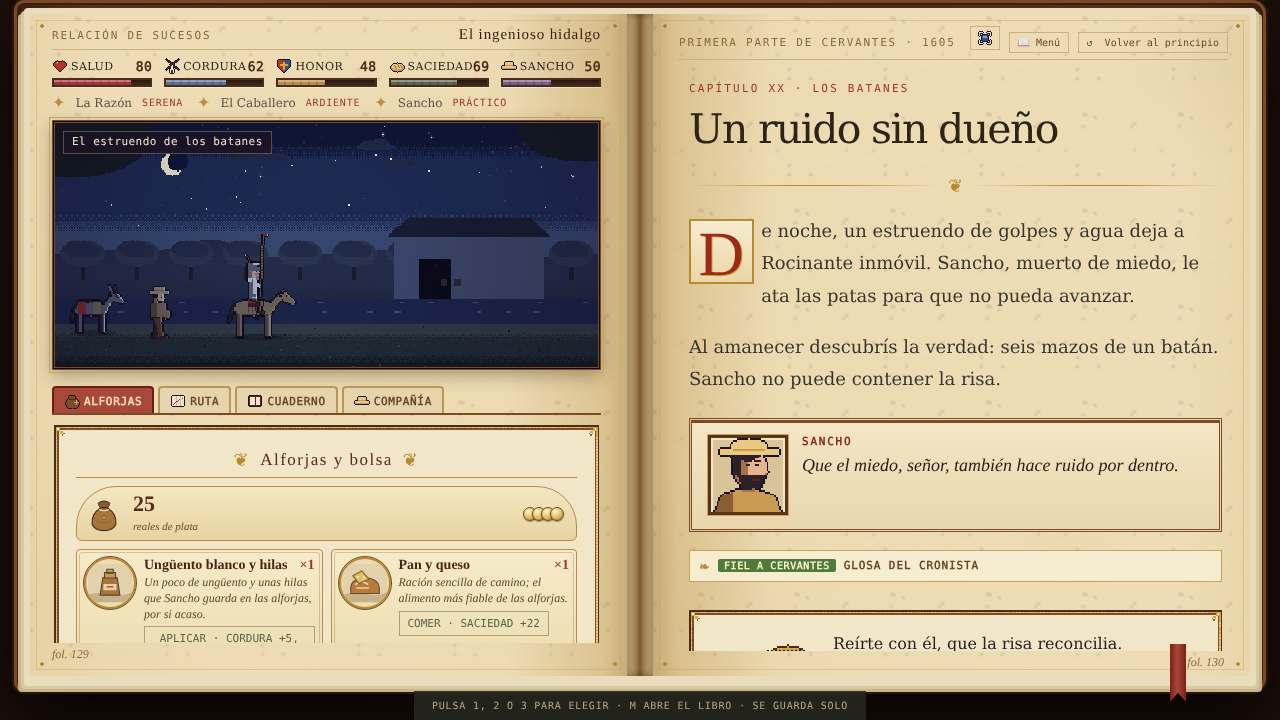 RELACIÓN DE SUCESOS
El ingenioso hidalgo
SALUD 80
CORDURA 62
HONOR 48
SACIEDAD 69
SANCHO 50
La Razón SERENA
El Caballero ARDIENTE
Sancho PRÁCTICO
El estruendo de los batanes
ALFORJAS
RUTA
CUADERNO
COMPAÑÍA
Alforjas y bolsa
25
reales de plata
Ungüento blanco y hilas ×1
Un poco de ungüento y unas hilas
que Sancho guarda en las alforjas,
por si acaso.
APLICAR · CORDURA +5,
Pan y queso ×1
Ración sencilla de camino; el
alimento más fiable de las alforjas.
COMER · SACIEDAD +22
fol. 129
PRIMERA PARTE DE CERVANTES · 1605
Menú
↺ Volver al principio
CAPÍTULO XX · LOS BATANES
Un ruido sin dueño
De noche, un estruendo de golpes y agua deja a
Rocinante inmóvil. Sancho, muerto de miedo, le
ata las patas para que no pueda avanzar.
Al amanecer descubrís la verdad: seis mazos de un batán.
Sancho no puede contener la risa.
SANCHO
Que el miedo, señor, también hace ruido por dentro.
FIEL A CERVANTES GLOSA DEL CRONISTA
Reírte con él, que la risa reconcilia.
fol. 130
PULSA 1, 2 O 3 PARA ELEGIR · M ABRE EL LIBRO · SE GUARDA SOLO